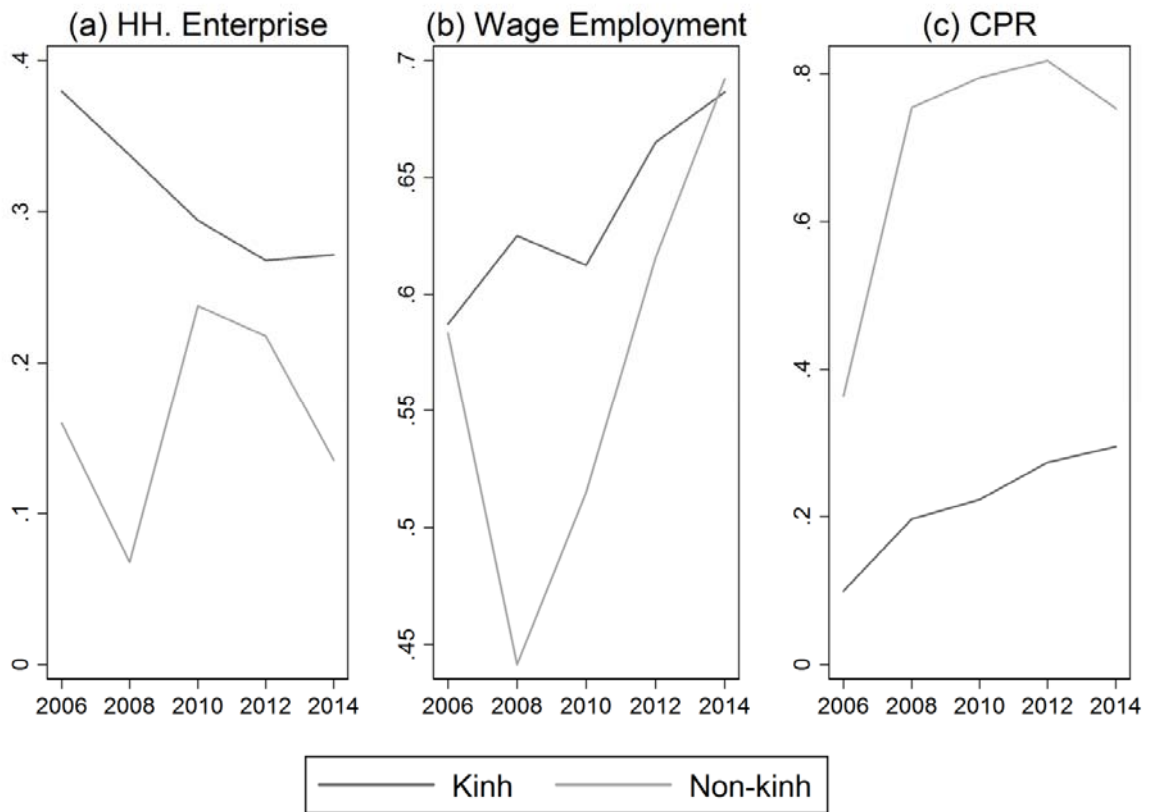 (a) HH. Enterprise
.4
.3
.2
.1
0
2006 2008 2010 2012 2014
(b) Wage Employment
.7
.65
.6
.55
.5
.45
2006 2008 2010 2012 2014
(c) CPR
.8
.6
.4
.2
0
2006 2008 2010 2012 2014
Kinh Non-kinh